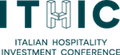 ITHIC
ITALIAN HOSPITALITY
INVESTMENT CONFERENCE